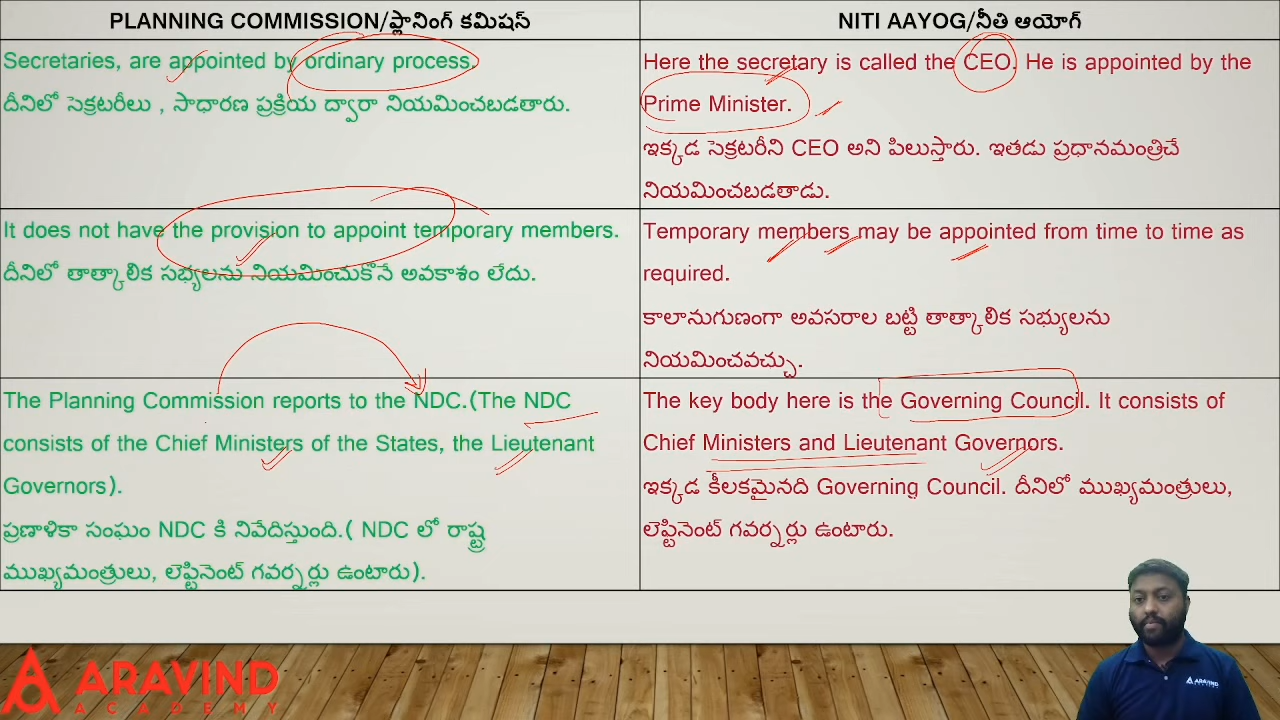 PLANNING COMMISSION/ప్లానింగ్ కమిషస్
NITI AAYOG/నీతి ఆయోగ్
Secretaries, are appointed by ordinary process.
దీనిలో సెక్రటరీలు , సాధారణ ప్రక్రియ ద్వారా నియమించబడతారు.
Here the secretary is called the CEO. He is appointed by the
Prime Minister.
ఇక్కడ సెక్రటరీని CEO అని పిలుస్తారు. ఇతడు ప్రధానమంత్రిచే
నియమించబడతాడు.
It does not have the provision to appoint temporary members.
దీనిలో తాత్కాలిక సభ్యులను నియమించుకొనే అవకాశం లేదు.
Temporary members may be appointed from time to time as
required.
కాలానుగుణంగా అవసరాల బట్టి తాత్కాలిక సభ్యులను
నియమించవచ్చు.
The Planning Commission reports to the NDC.(The NDC
consists of the Chief Ministers of the States, the Lieutenant
Governors).
ప్రణాళికా సంఘం NDC కి నివేదిస్తుంది.( NDC లో రాష్ట్ర
ముఖ్యమంత్రులు, లెఫ్టినెంట్ గవర్నర్లు ఉంటారు).
The key body here is the Governing Council. It consists of
Chief Ministers and Lieutenant Governors.
ఇక్కడ కీలకమైనది Governing Council. దీనిలో ముఖ్యమంత్రులు,
లెఫ్టినెంట్ గవర్నర్లు ఉంటారు.
ARAVIND
ACADEMY
ARAVIND